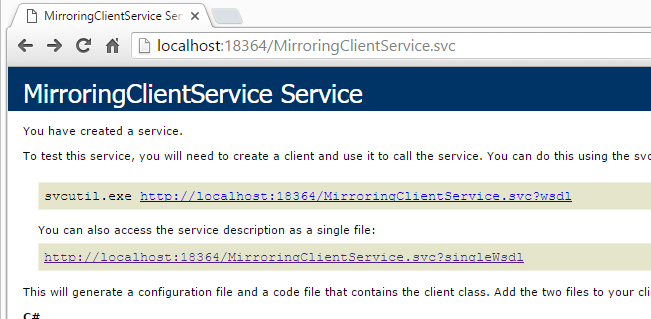 MirroringClientService Ser
localhost:18364/MirroringClientService.svc
MirroringClientService Service
You have created a service.
To test this service, you will need to create a client and use it to call the service. You can do this using the svc
svcutil.exe http://localhost:18364/MirroringClientService.svc?wsdl
You can also access the service description as a single file:
http://localhost:18364/MirroringClientService.svc?singleWsdl
This will generate a configuration file and a code file that contains the client class. Add the two files to your cli
C#